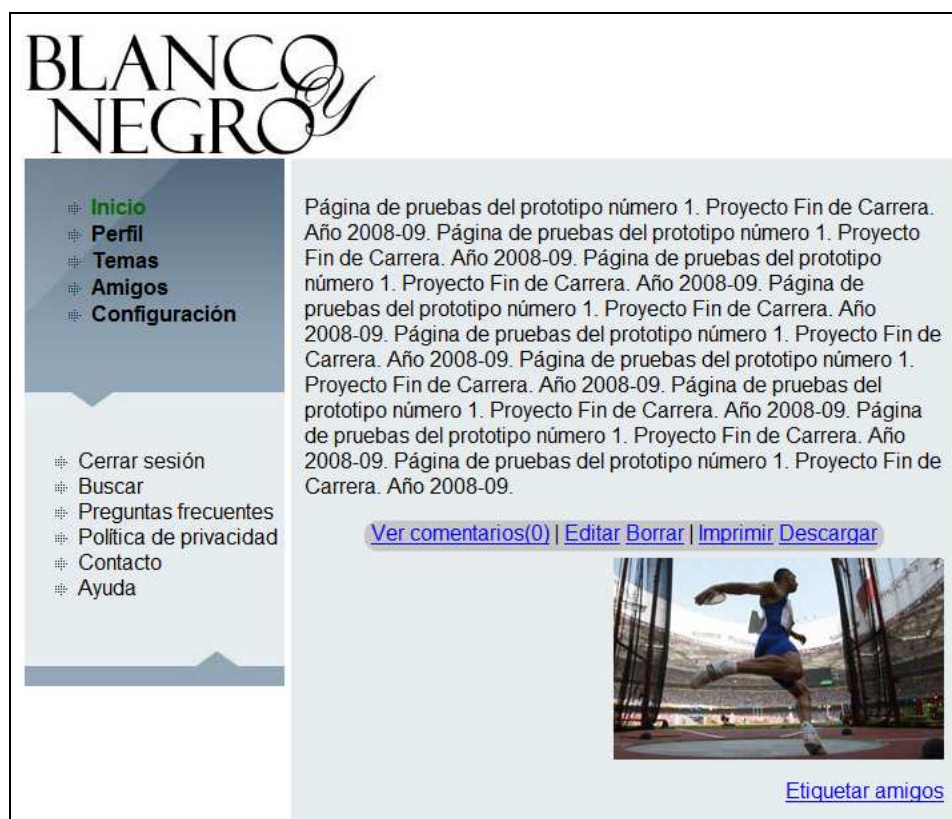 BLANCO Y
NEGRO
Inicio
Perfil
Temas
Amigos
Configuración
Cerrar sesión
Buscar
Preguntas frecuentes
Política de privacidad
Contacto
Ayuda
Página de pruebas del prototipo número 1. Proyecto Fin de Carrera.
Año 2008-09. Página de pruebas del prototipo número 1. Proyecto
Fin de Carrera. Año 2008-09. Página de pruebas del prototipo
número 1. Proyecto Fin de Carrera. Año 2008-09. Página de
pruebas del prototipo número 1. Proyecto Fin de Carrera. Año
2008-09. Página de pruebas del prototipo número 1. Proyecto Fin de
Carrera. Año 2008-09. Página de pruebas del prototipo número 1.
Proyecto Fin de Carrera. Año 2008-09. Página de pruebas del
prototipo número 1. Proyecto Fin de Carrera. Año 2008-09. Página
de pruebas del prototipo número 1. Proyecto Fin de Carrera. Año
2008-09. Página de pruebas del prototipo número 1. Proyecto Fin de
Carrera. Año 2008-09.
Ver comentarios(0) | Editar Borrar | Imprimir Descargar
Etiquetar amigos